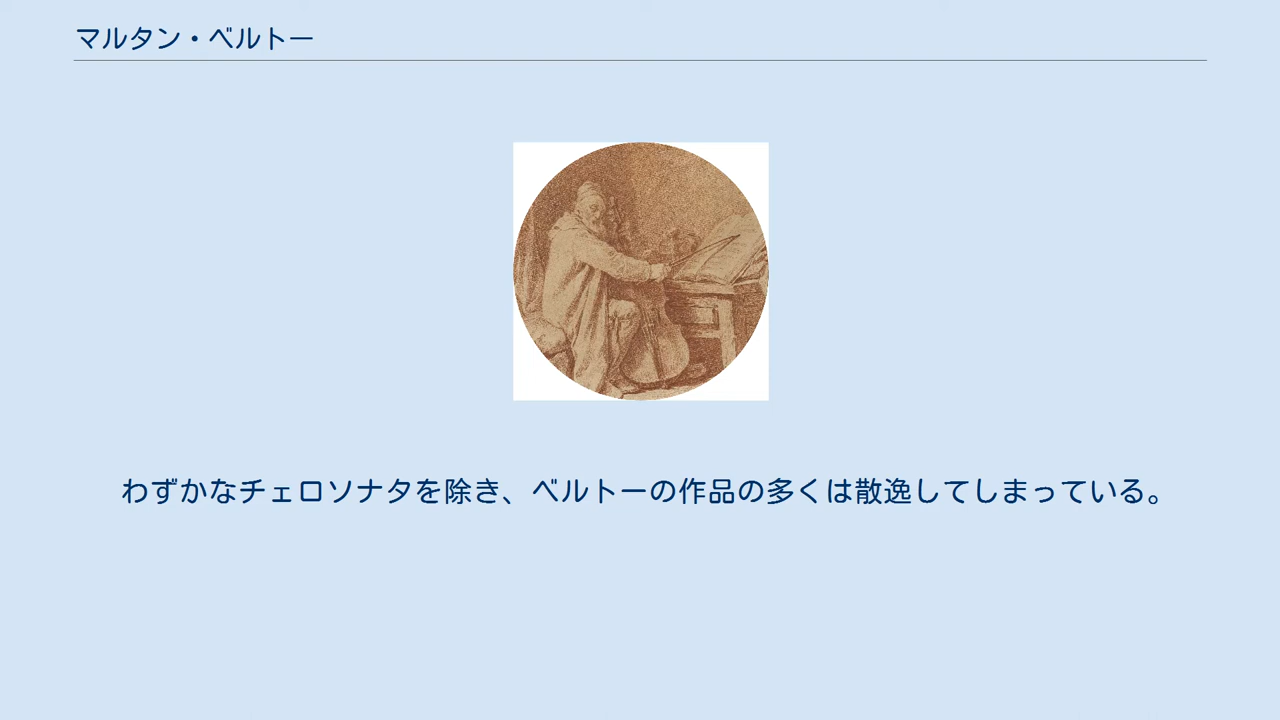 マルタン・ベルトー
わずかなチェロソナタを除き、ベルトーの作品の多くは散逸してしまっている。